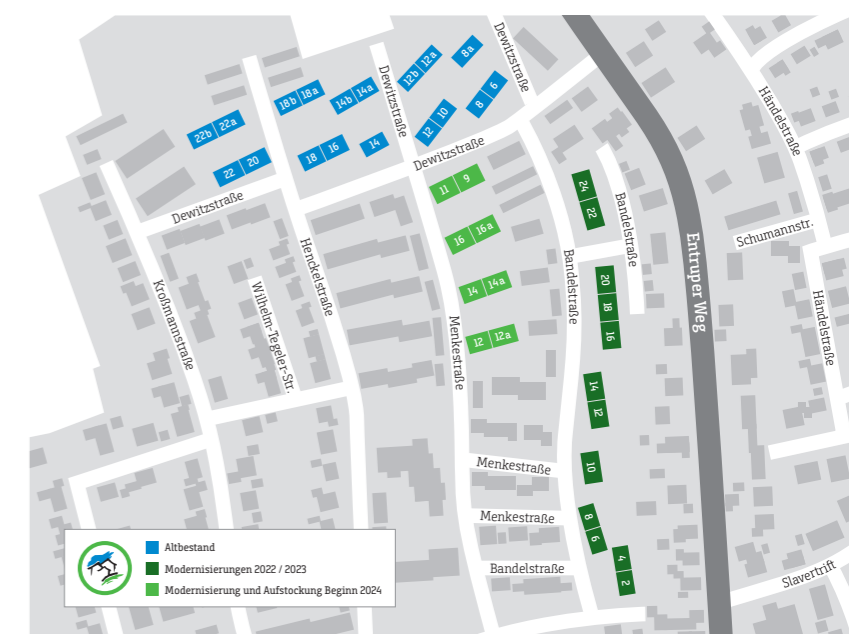 Dewitzstraße
8a
12b 12a
8 6
12 10
14b 14a
18b 18a
14
18 16
22b 22a
22 20
Dewitzstraße
Dewitzstraße
Dewitzstraße
11 9
16 16a
14 14a
12 12a
24 22
20 18 16
14 12
10
8 6
4 2
Händelstraße
Schumannstr.
Händelstraße
Bandelstraße
Entruper Weg
Bandelstraße
Henckelstraße
Kroßmannstraße
Wilhelm-Tegeler-Str.
Menkestraße
Menkestraße
Menkestraße
Bandelstraße
Slavertrift
Altbestand
Modernisierungen 2022 / 2023
Modernisierung und Aufstockung Beginn 2024